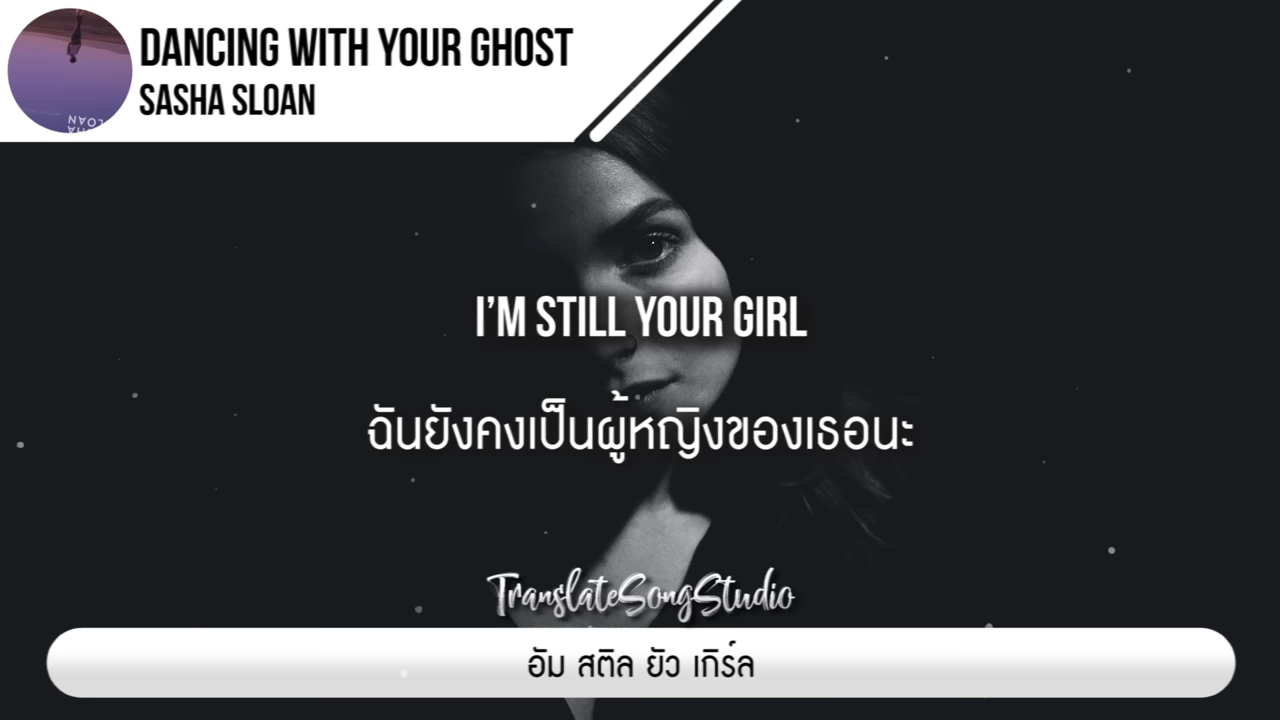 DANCING WITH YOUR GHOST
SASHA SLOAN
I'M STILL YOUR GIRL
ฉันยังคงเป็นผู้หญิงของเธอนะ
TranslateSongStudio
อัม สติล ยัว เกิร์ล